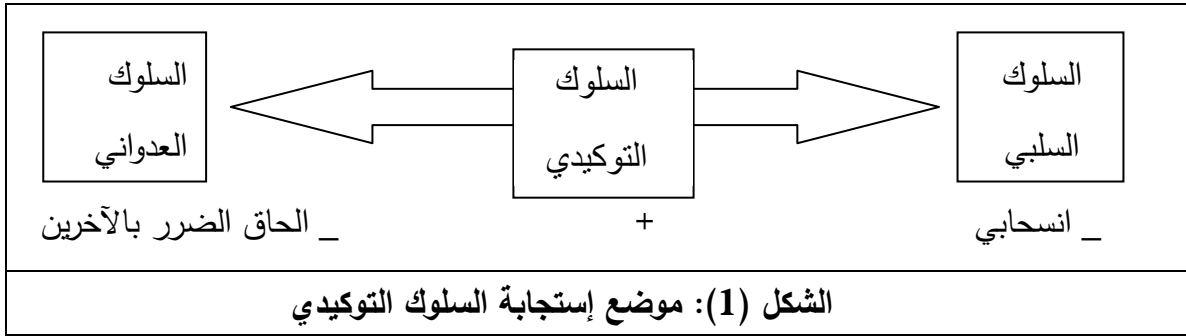 السلوك
السلبي
_ انسحابي
السلوك
التوكيدي
+
السلوك
العدواني
_ الحاق الضرر بالآخرين
الشكل (1): موضع إستجابة السلوك التوكيدي